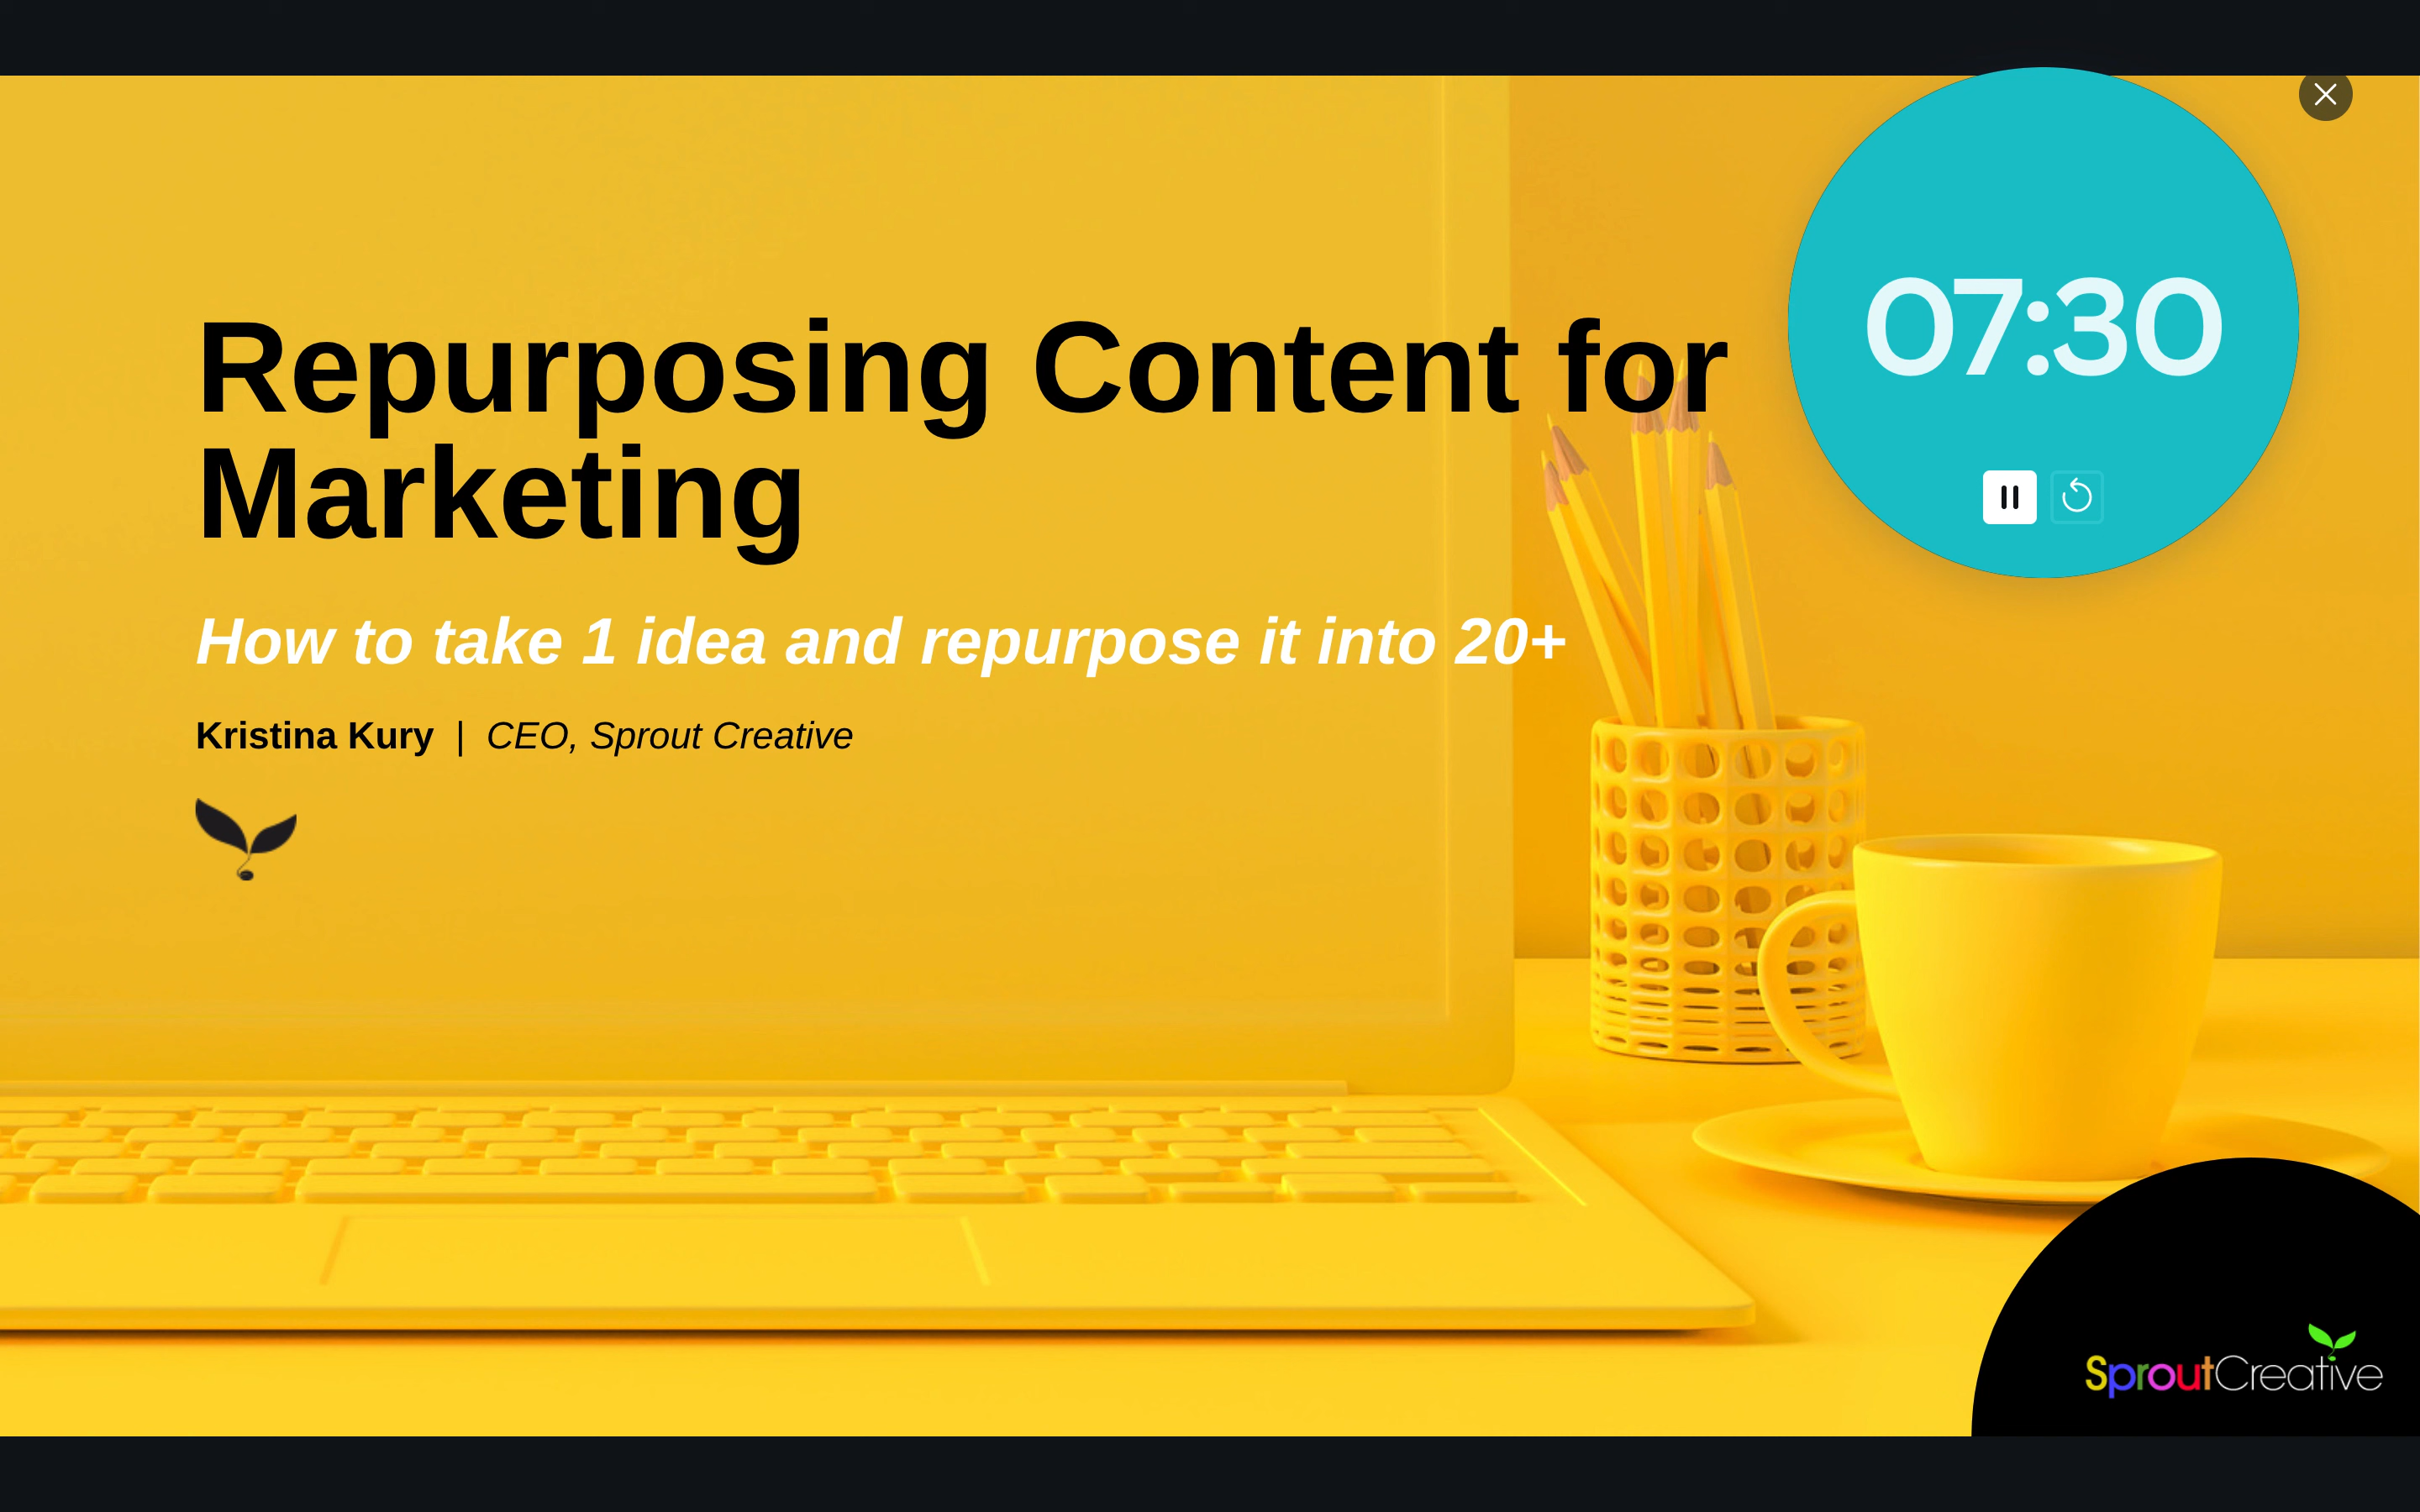 07:30
Repurposing Content for
Marketing
How to take 1 idea and repurpose it into 20+
Kristina Kury | CEO, Sprout Creative
SproutCreative